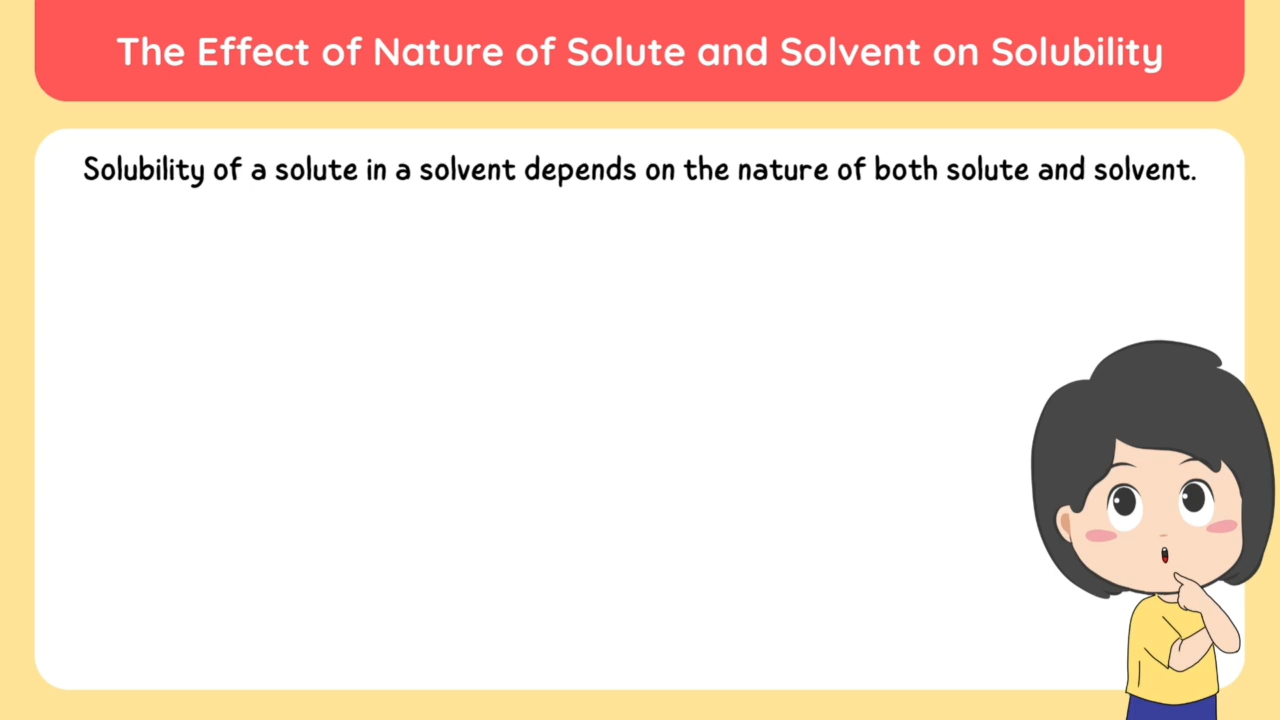 The Effect of Nature of Solute and Solvent on Solubility
Solubility of a solute in a solvent depends on the nature of both solute and solvent.